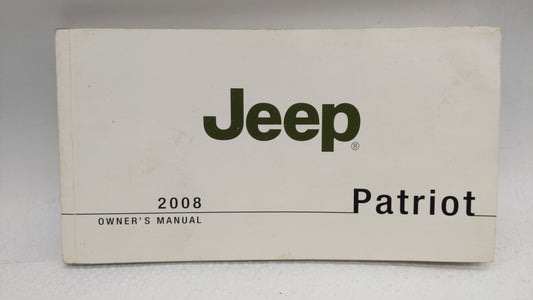 Jeep®
2008
Patriot
OWNER'S MANUAL